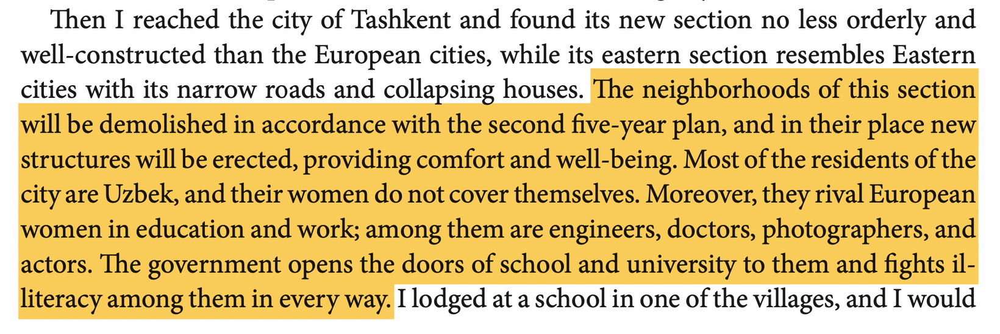 Then I reached the city of Tashkent and found its new section no less orderly and
well-constructed than the European cities, while its eastern section resembles Eastern
cities with its narrow roads and collapsing houses. The neighborhoods of this section
will be demolished in accordance with the second five-year plan, and in their place new
structures will be erected, providing comfort and well-being. Most of the residents of the
city are Uzbek, and their women do not cover themselves. Moreover, they rival European
women in education and work; among them are engineers, doctors, photographers, and
actors. The government opens the doors of school and university to them and fights il-
literacy among them in every way. I lodged at a school in one of the villages, and I would